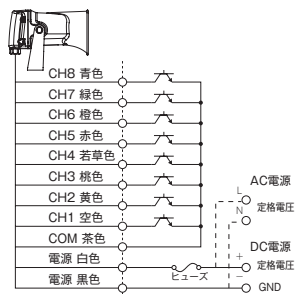 CH8 青色
CH7 緑色
CH6 橙色
CH5 赤色
CH4 若草色
CH3 桃色
CH2 黄色
CH1 空色
COM 茶色
電源 白色
電源 黒色
ヒューズ
AC電源
L
N
定格電圧
DC電源
+
定格電圧
−
GND